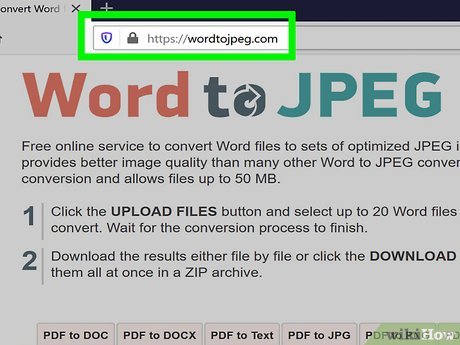 onvert Word
https://wordtojpeg.com
Word to JPEG
Free online service to convert Word files to sets of optimized JPEG i
provides better image quality than many other Word to JPEG conver
conversion and allows files up to 50 MB.
1 Click the UPLOAD FILES button and select up to 20 Word files
convert. Wait for the conversion process to finish.
2 Download the results either file by file or click the DOWNLOAD
them all at once in a ZIP archive.
PDF to DOC PDF to DOCX PDF to Text PDF to JPG
wikiHow